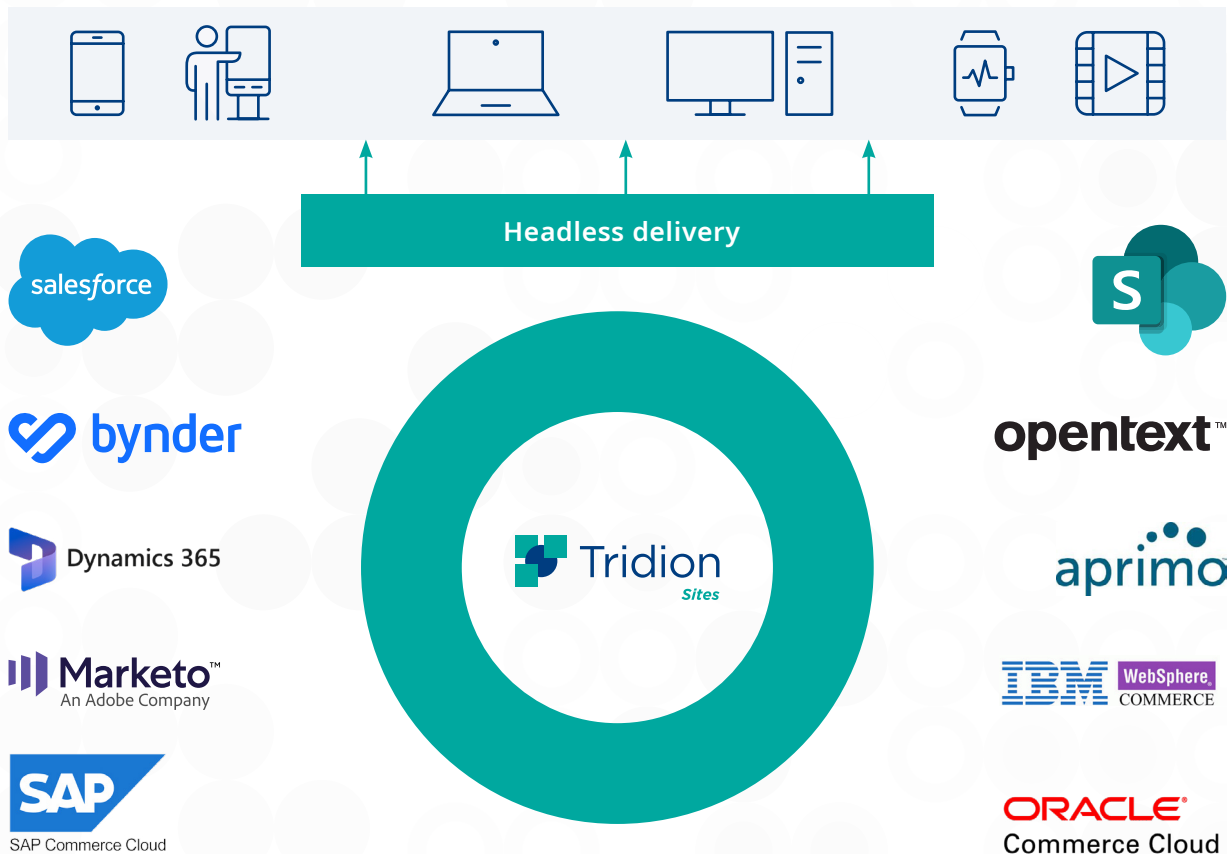 Headless delivery
salesforce
S
bynder
opentext™
Dynamics 365
aprimo
Tridion
Sites
Marketo™
An Adobe Company
IBM
WebSphere®
COMMERCE
SAP
SAP Commerce Cloud
ORACLE®
Commerce Cloud